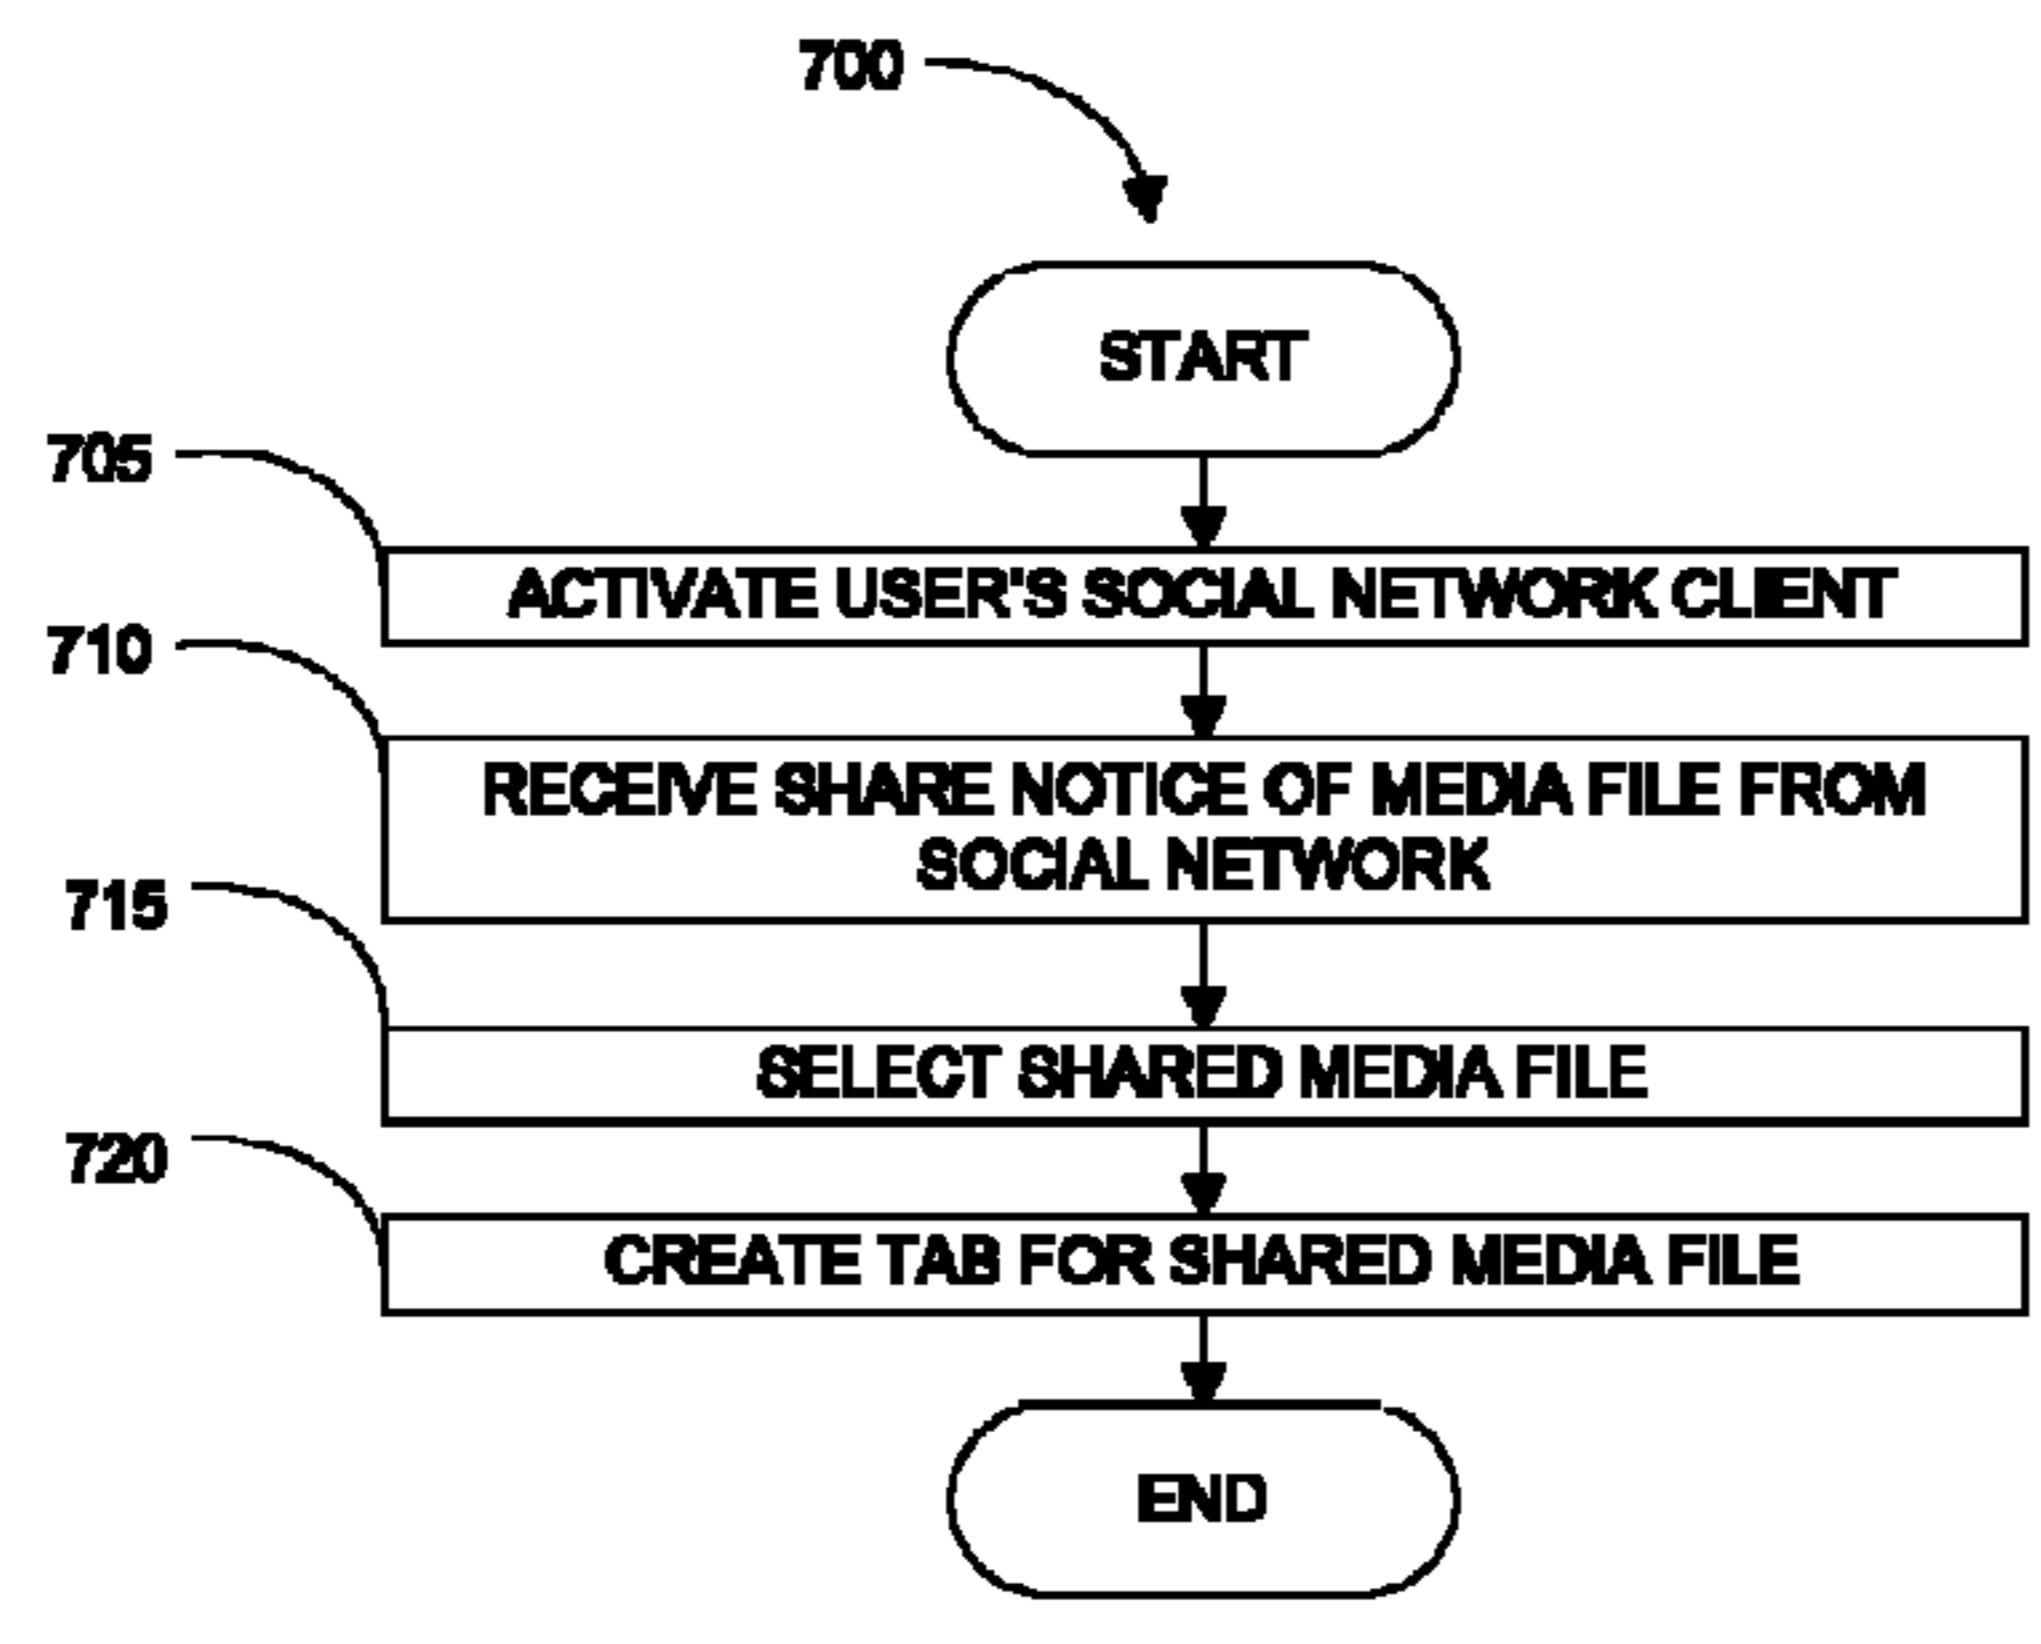 700
START
705
ACTIVATE USER'S SOCIAL NETWORK CLIENT
710
RECEIVE SHARE NOTICE OF MEDIA FILE FROM
SOCIAL NETWORK
715
SELECT SHARED MEDIA FILE
720
CREATE TAB FOR SHARED MEDIA FILE
END